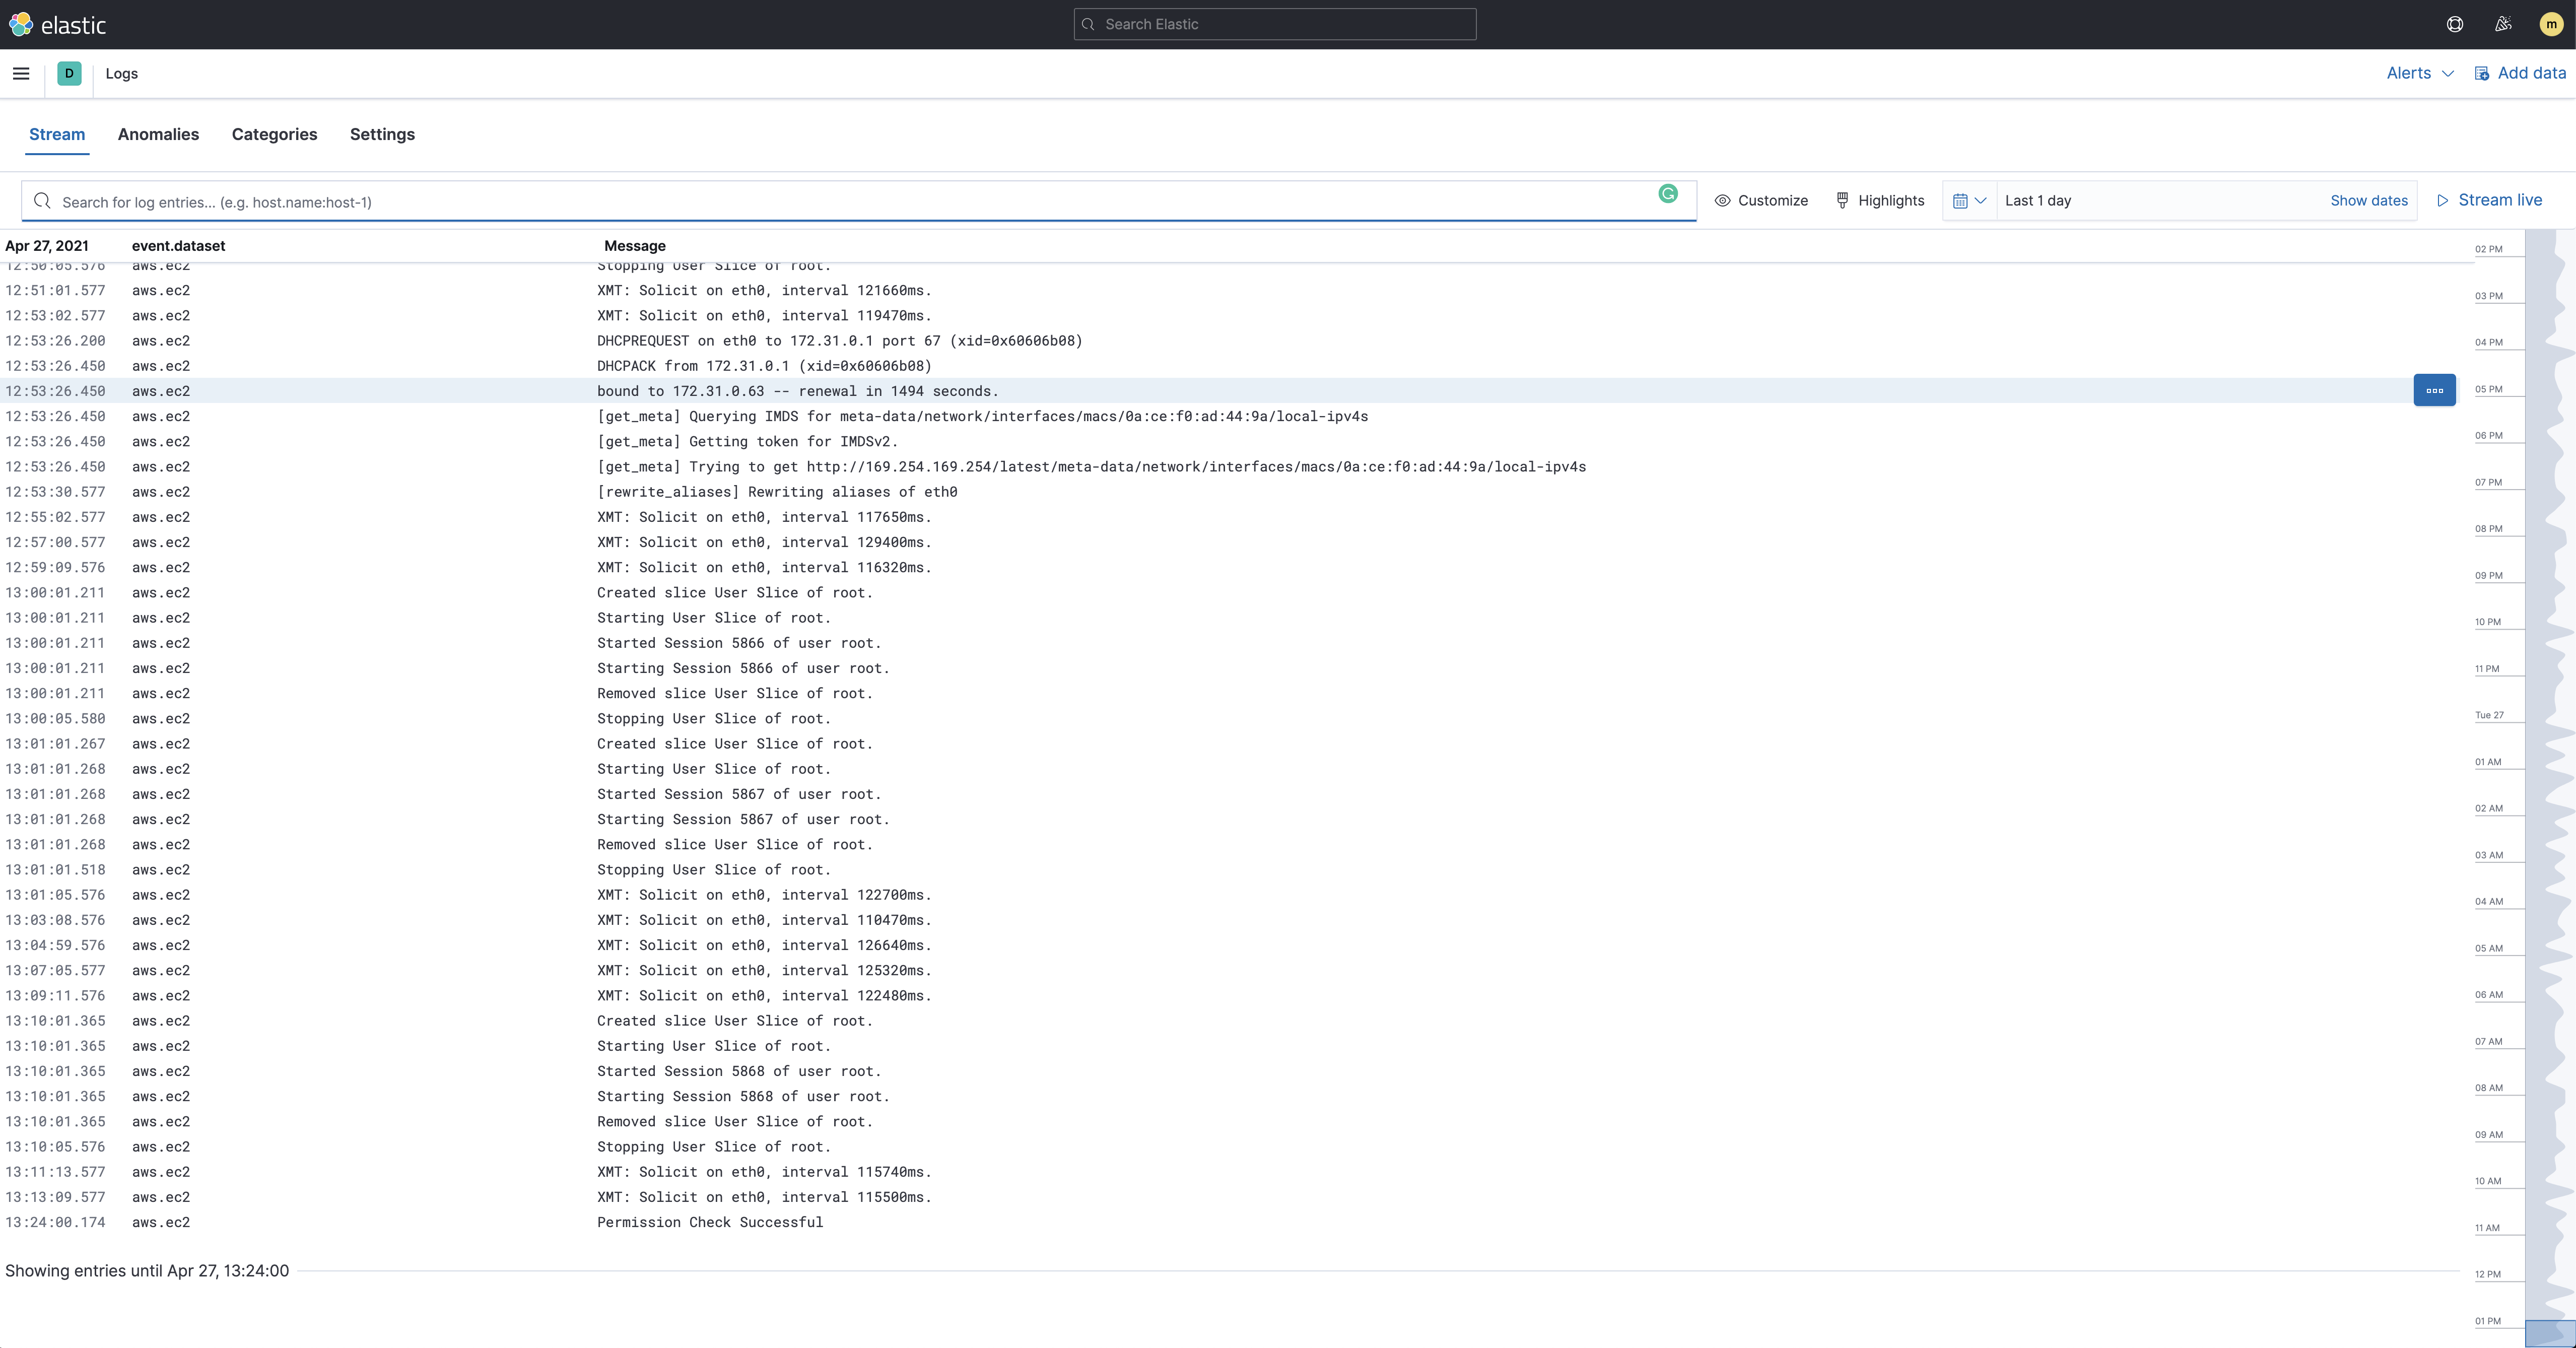 elastic
Search Elastic
m
D Logs Alerts Add data
Stream Anomalies Categories Settings
Search for log entries... (e.g. host.name:host-1) Customize Highlights Last 1 day Show dates Stream live
Apr 27, 2021 event.dataset Message
12:50:05.576 aws.ec2 Stopping User Slice of root.
12:51:01.577 aws.ec2 XMT: Solicit on eth0, interval 121660ms.
12:53:02.577 aws.ec2 XMT: Solicit on eth0, interval 119470ms.
12:53:26.200 aws.ec2 DHCPREQUEST on eth0 to 172.31.0.1 port 67 (xid=0x60606b08)
12:53:26.450 aws.ec2 DHCPACK from 172.31.0.1 (xid=0x60606b08)
12:53:26.450 aws.ec2 bound to 172.31.0.63 -- renewal in 1494 seconds.
12:53:26.450 aws.ec2 [get_meta] Querying IMDS for meta-data/network/interfaces/macs/0a:ce:f0:ad:44:9a/local-ipv4s
12:53:26.450 aws.ec2 [get_meta] Getting token for IMDSv2.
12:53:26.450 aws.ec2 [get_meta] Trying to get http://169.254.169.254/latest/meta-data/network/interfaces/macs/0a:ce:f0:ad:44:9a/local-ipv4s
12:53:30.577 aws.ec2 [rewrite_aliases] Rewriting aliases of eth0
12:55:02.577 aws.ec2 XMT: Solicit on eth0, interval 117650ms.
12:57:00.577 aws.ec2 XMT: Solicit on eth0, interval 129400ms.
12:59:09.576 aws.ec2 XMT: Solicit on eth0, interval 116320ms.
13:00:01.211 aws.ec2 Created slice User Slice of root.
13:00:01.211 aws.ec2 Starting User Slice of root.
13:00:01.211 aws.ec2 Started Session 5866 of user root.
13:00:01.211 aws.ec2 Starting Session 5866 of user root.
13:00:01.211 aws.ec2 Removed slice User Slice of root.
13:00:05.580 aws.ec2 Stopping User Slice of root.
13:01:01.267 aws.ec2 Created slice User Slice of root.
13:01:01.268 aws.ec2 Starting User Slice of root.
13:01:01.268 aws.ec2 Started Session 5867 of user root.
13:01:01.268 aws.ec2 Starting Session 5867 of user root.
13:01:01.268 aws.ec2 Removed slice User Slice of root.
13:01:01.518 aws.ec2 Stopping User Slice of root.
13:01:05.576 aws.ec2 XMT: Solicit on eth0, interval 122700ms.
13:03:08.576 aws.ec2 XMT: Solicit on eth0, interval 110470ms.
13:04:59.576 aws.ec2 XMT: Solicit on eth0, interval 126640ms.
13:07:05.577 aws.ec2 XMT: Solicit on eth0, interval 125320ms.
13:09:11.576 aws.ec2 XMT: Solicit on eth0, interval 122480ms.
13:10:01.365 aws.ec2 Created slice User Slice of root.
13:10:01.365 aws.ec2 Starting User Slice of root.
13:10:01.365 aws.ec2 Started Session 5868 of user root.
13:10:01.365 aws.ec2 Starting Session 5868 of user root.
13:10:01.365 aws.ec2 Removed slice User Slice of root.
13:10:05.576 aws.ec2 Stopping User Slice of root.
13:11:13.577 aws.ec2 XMT: Solicit on eth0, interval 115740ms.
13:13:09.577 aws.ec2 XMT: Solicit on eth0, interval 115500ms.
13:24:00.174 aws.ec2 Permission Check Successful
Showing entries until Apr 27, 13:24:00
02 PM
03 PM
04 PM
05 PM
06 PM
07 PM
08 PM
09 PM
10 PM
11 PM
Tue 27
01 AM
02 AM
03 AM
04 AM
05 AM
06 AM
07 AM
08 AM
09 AM
10 AM
11 AM
12 PM
01 PM